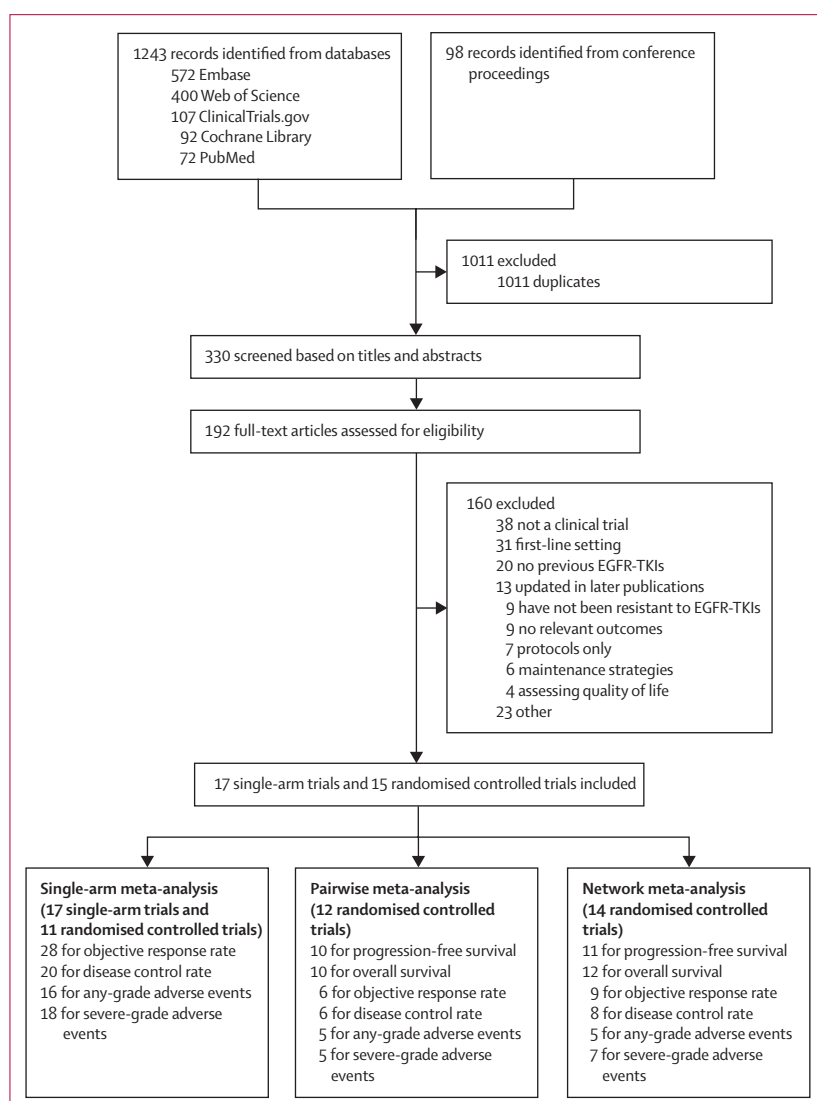 1243 records identified from databases
572 Embase
400 Web of Science
107 ClinicalTrials.gov
92 Cochrane Library
72 PubMed
98 records identified from conference
proceedings
1011 excluded
1011 duplicates
330 screened based on titles and abstracts
192 full-text articles assessed for eligibility
160 excluded
38 not a clinical trial
31 first-line setting
20 no previous EGFR-TKIs
13 updated in later publications
9 have not been resistant to EGFR-TKIs
9 no relevant outcomes
7 protocols only
6 maintenance strategies
4 assessing quality of life
23 other
17 single-arm trials and 15 randomised controlled trials included
Single-arm meta-analysis
(17 single-arm trials and
11 randomised controlled trials)
28 for objective response rate
20 for disease control rate
16 for any-grade adverse events
18 for severe-grade adverse
events
Pairwise meta-analysis
(12 randomised controlled
trials)
10 for progression-free survival
10 for overall survival
6 for objective response rate
6 for disease control rate
5 for any-grade adverse events
5 for severe-grade adverse
events
Network meta-analysis
(14 randomised controlled
trials)
11 for progression-free survival
12 for overall survival
9 for objective response rate
8 for disease control rate
5 for any-grade adverse events
7 for severe-grade adverse
events